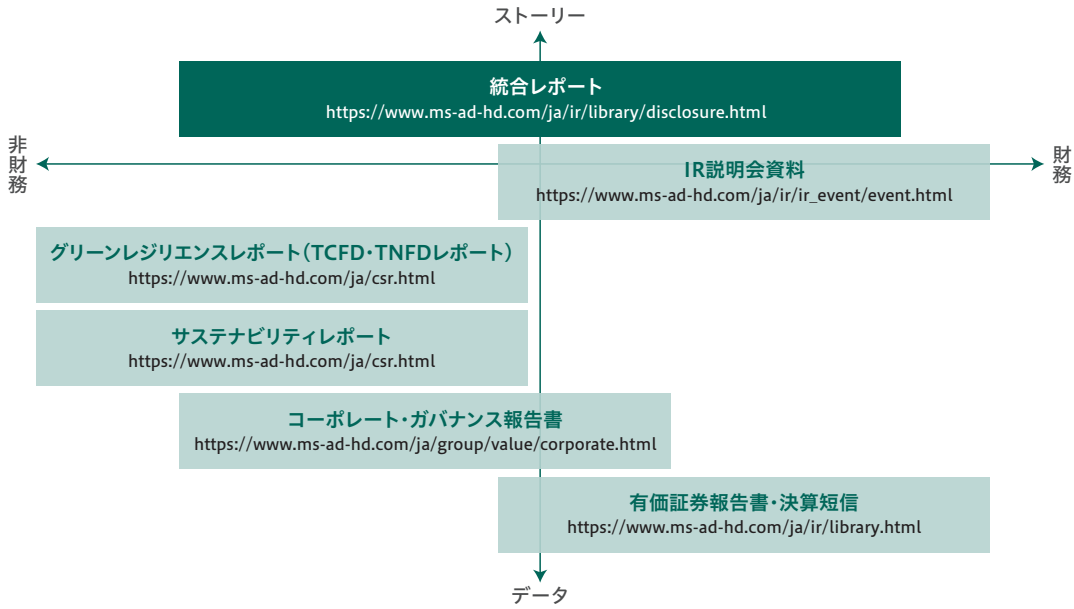 ストーリー
統合レポート
https://www.ms-ad-hd.com/ja/ir/library/disclosure.html
非財務
財務
IR説明会資料
https://www.ms-ad-hd.com/ja/ir/ir_event/event.html
グリーンレジリエンスレポート（TCFD・TNFDレポート）
https://www.ms-ad-hd.com/ja/csr.html
サステナビリティレポート
https://www.ms-ad-hd.com/ja/csr.html
コーポレート・ガバナンス報告書
https://www.ms-ad-hd.com/ja/group/value/corporate.html
有価証券報告書・決算短信
https://www.ms-ad-hd.com/ja/ir/library.html
データ